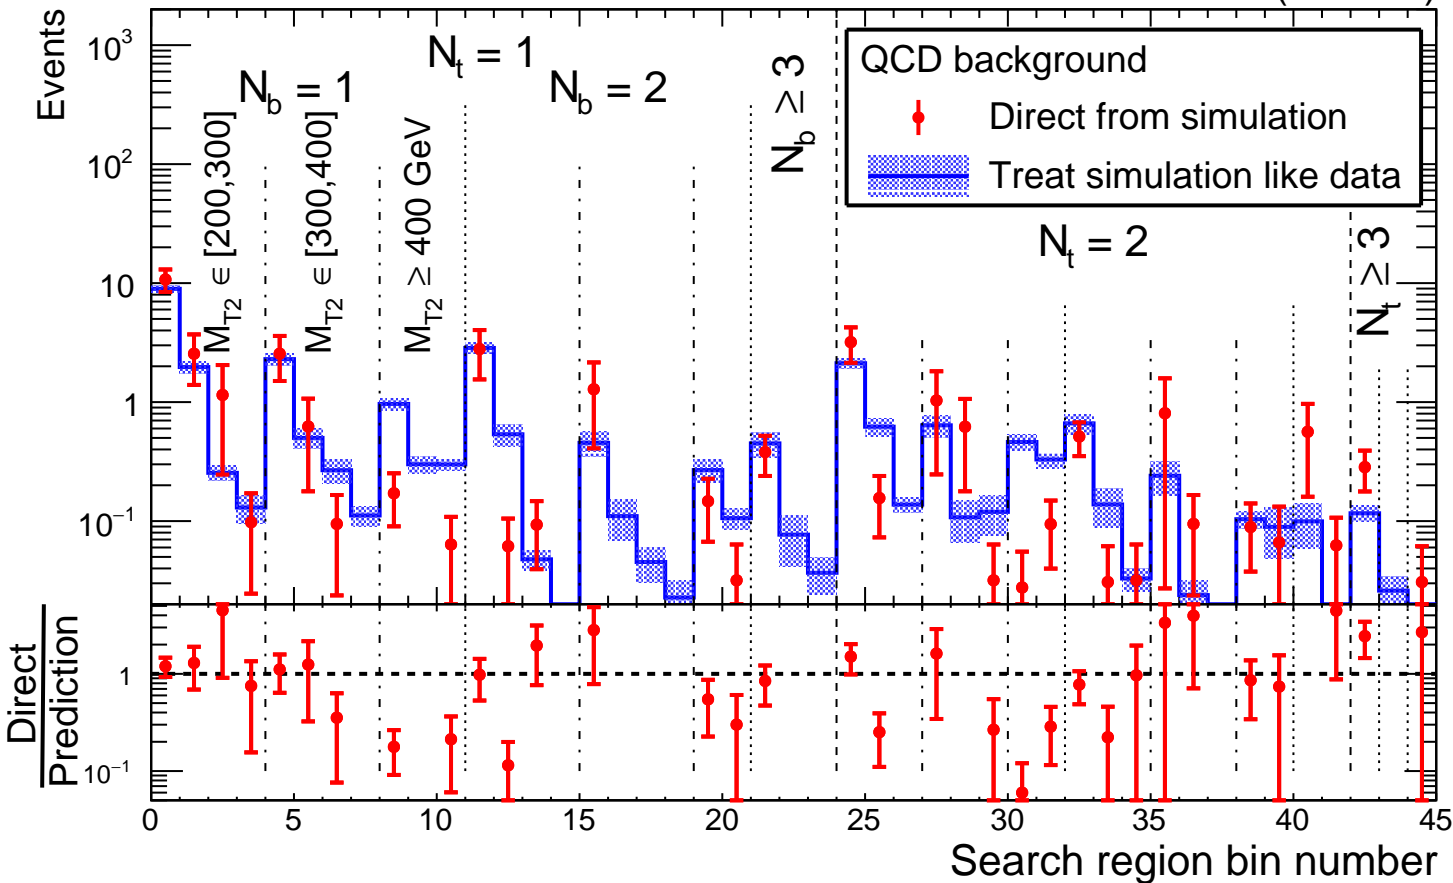 Events
10³
10²
10
1
10⁻¹
N_t = 1
N_b = 1
N_b = 2
N_b ≥ 3
M_T2 ∈ [200,300]
M_T2 ∈ [300,400]
M_T2 ≥ 400 GeV
QCD background
Direct from simulation
Treat simulation like data
N_t = 2
N_t ≥ 3
Direct
Prediction
1
10⁻¹
0 5 10 15 20 25 30 35 40 45
Search region bin number